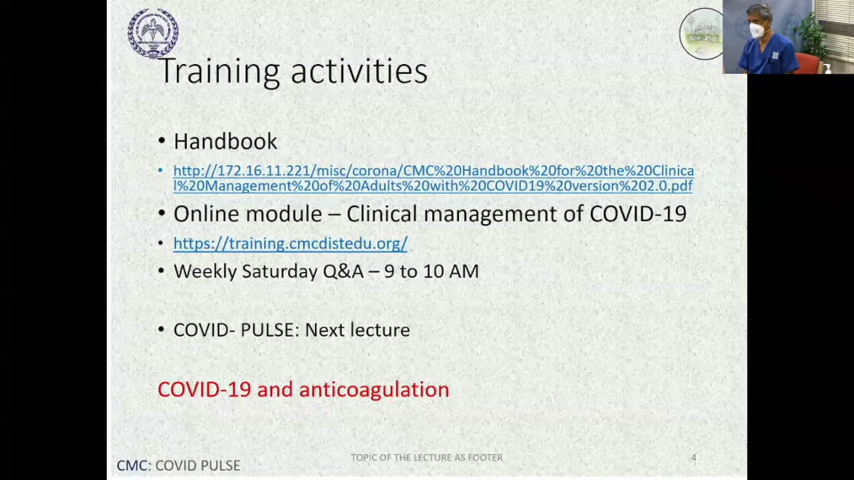 Training activities
• Handbook
• http://172.16.11.221/misc/corona/CMC%20Handbook%20for%20the%20Clinica
l%20Management%20of%20Adults%20with%20COVID19%20version%202.0.pdf
• Online module – Clinical management of COVID-19
• https://training.cmcdistedu.org/
• Weekly Saturday Q&A – 9 to 10 AM
• COVID- PULSE: Next lecture
COVID-19 and anticoagulation
CMC: COVID PULSE
TOPIC OF THE LECTURE AS FOOTER
4